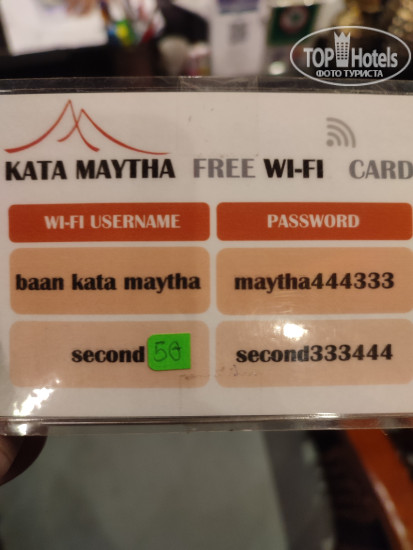 TOP Hotels
ФОТО ТУРИСТА
KATA MAYTHA FREE WI-FI CARD
WI-FI USERNAME PASSWORD
baan kata maytha maytha444333
second 5G second333444